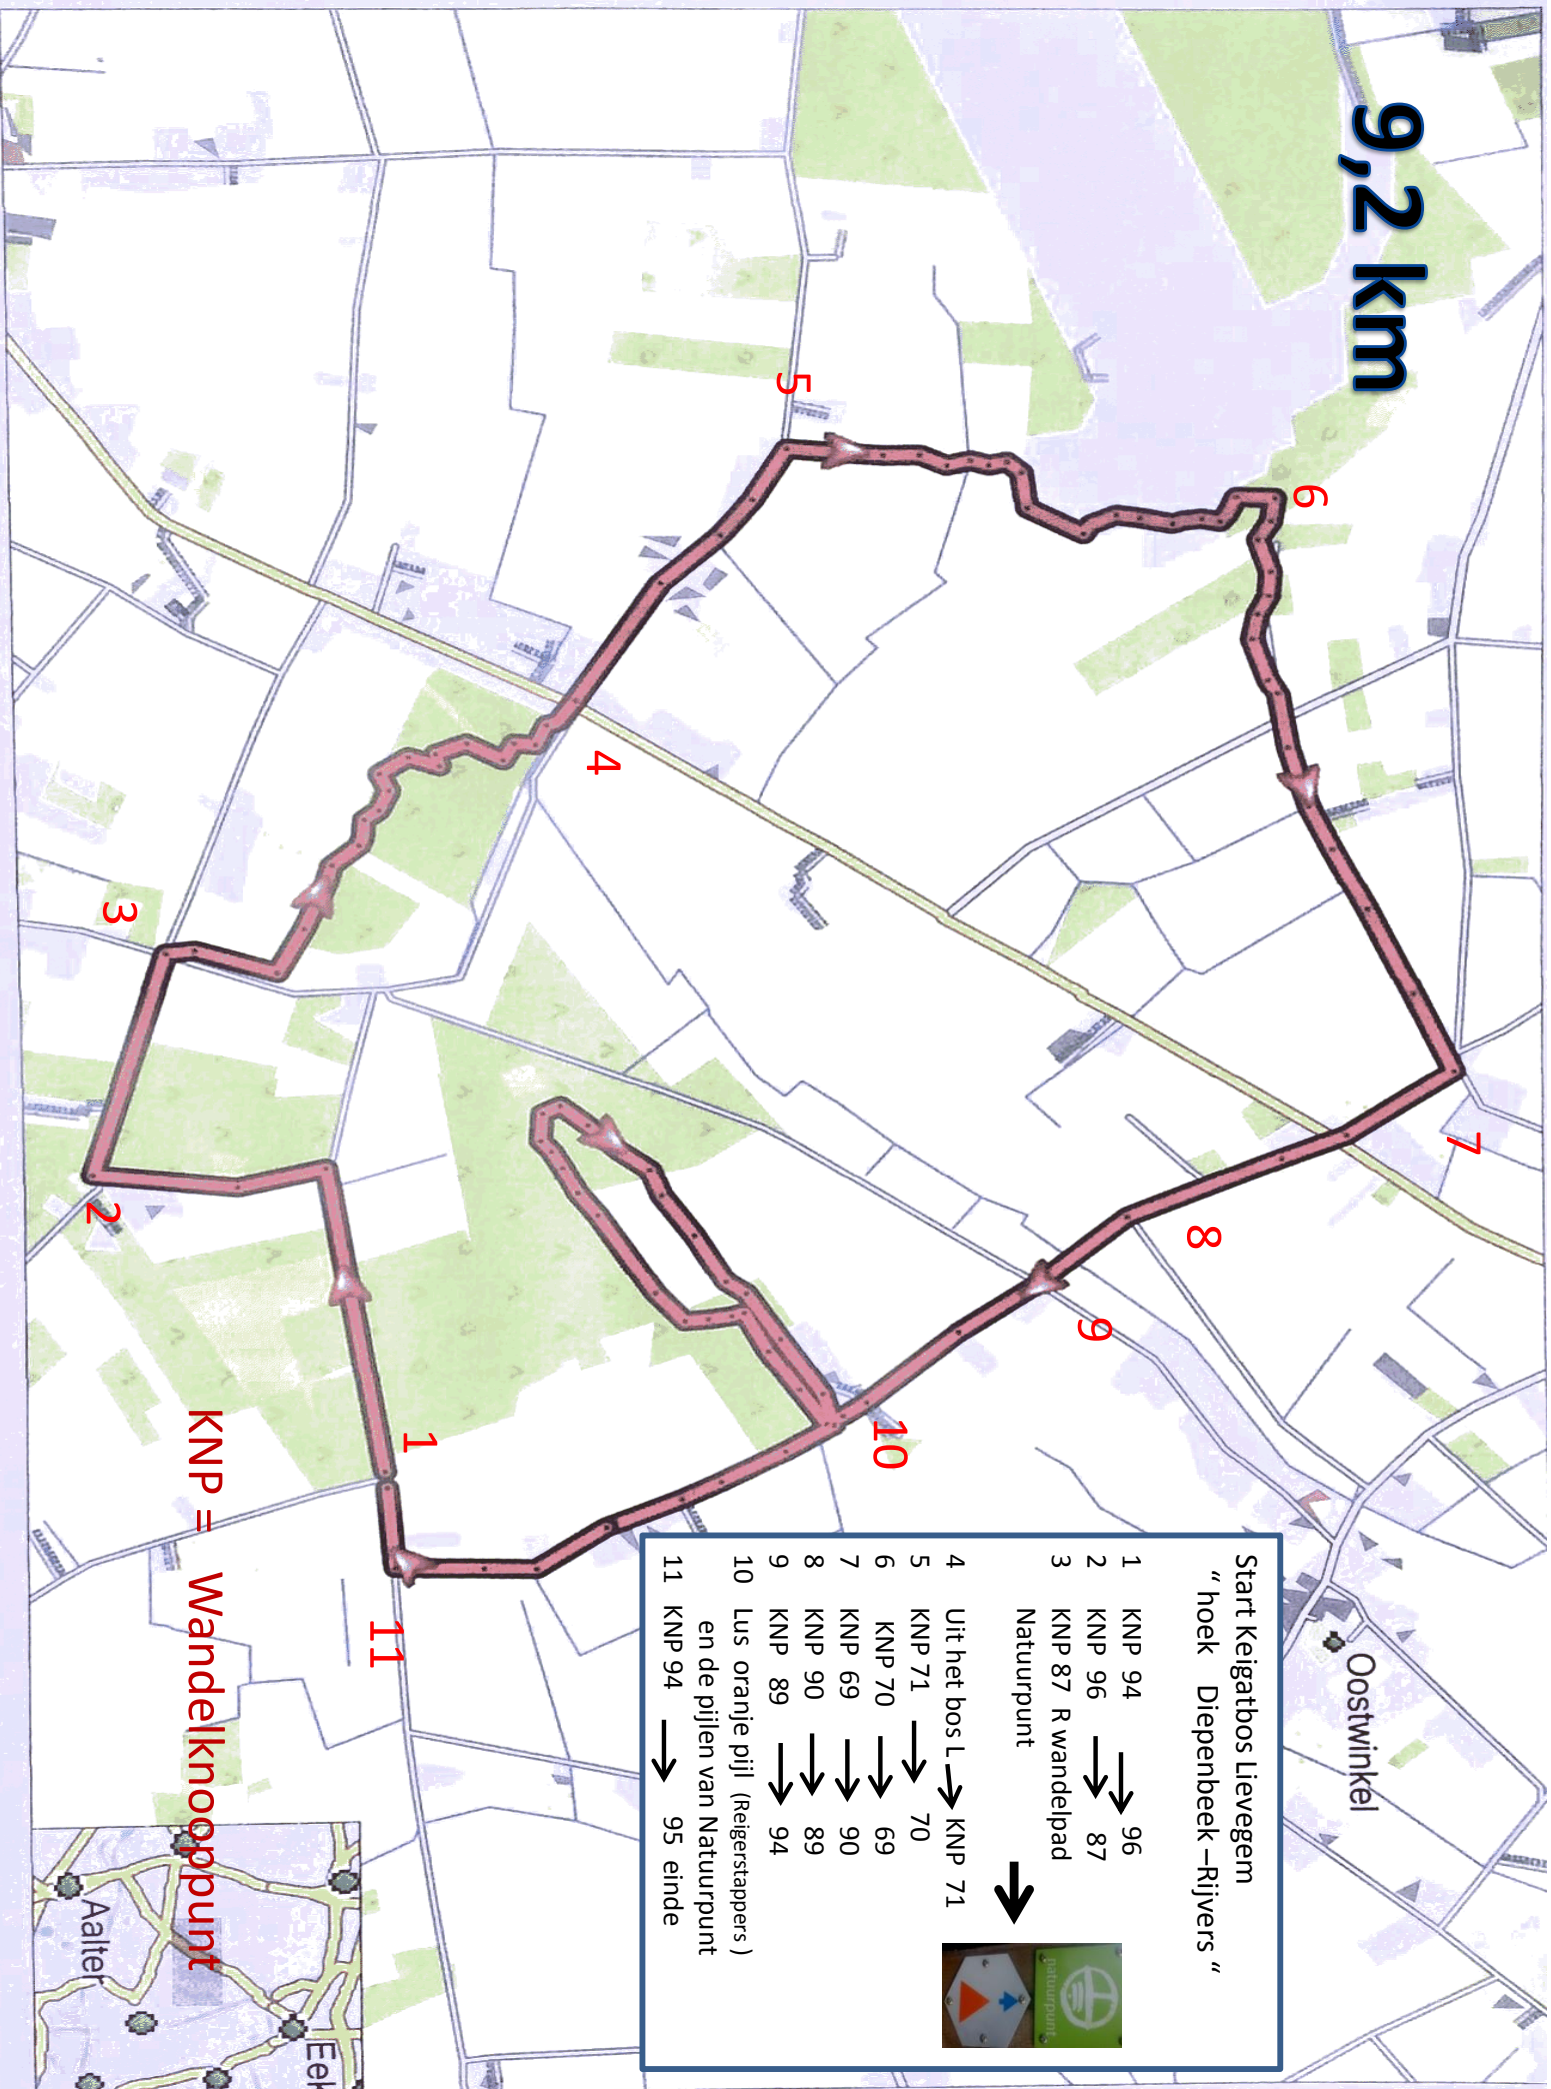 9,2 km
5
6
4
3
7
2
8
9
1
10
11
KNP = Wandelknooppunt
Oostwinkel
Start Keigatbos Lievegem
“ hoek Diepenbeek –Rijvers “
1 KNP 94 → 96
2 KNP 96 → 87
3 KNP 87 R wandelpad
Natuurpunt →
natuurpunt
4 Uit het bos L → KNP 71
5 KNP 71 → 70
6 KNP 70 → 69
7 KNP 69 → 90
8 KNP 90 → 89
9 KNP 89 → 94
10 Lus oranje pijl (Reigerstappers )
en de pijlen van Natuurpunt
11 KNP 94 → 95 einde
Aalter
Eek